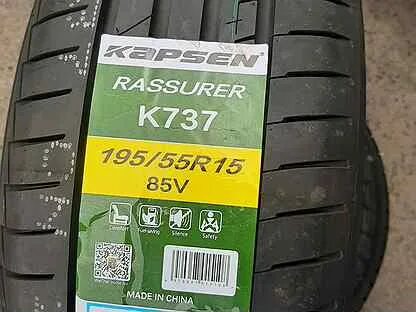 KAPSEN
RASSURER
K737
195/55R15
85V
Comfort Fuel saving Silence Safety
MADE IN CHINA